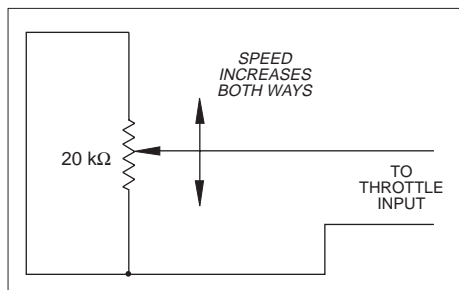 SPEED
INCREASES
BOTH WAYS
20 kΩ
TO
THROTTLE
INPUT